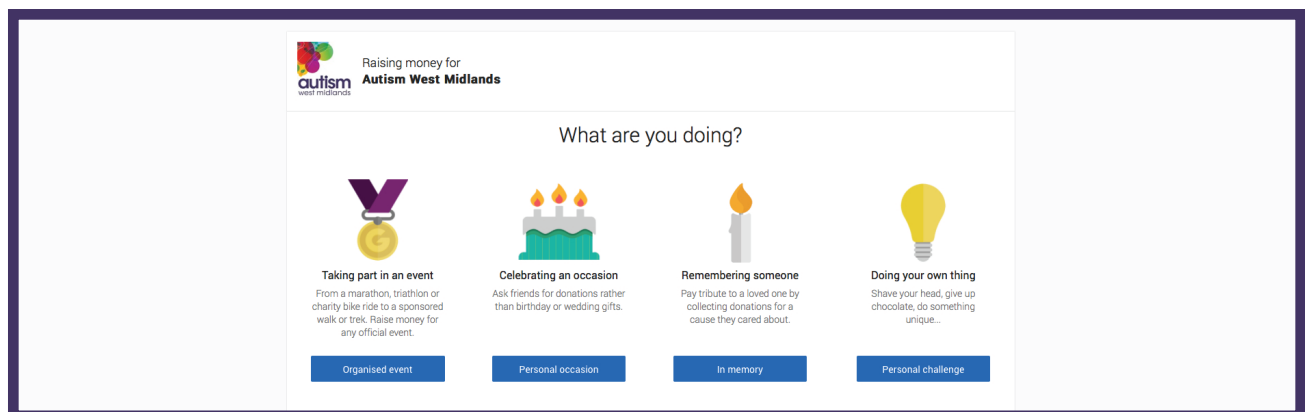 autism
west midlands
Raising money for
Autism West Midlands
What are you doing?
G
Taking part in an event
From a marathon, triathlon or
charity bike ride to a sponsored
walk or trek. Raise money for
any official event.
Organised event
Celebrating an occasion
Ask friends for donations rather
than birthday or wedding gifts.
Personal occasion
Remembering someone
Pay tribute to a loved one by
collecting donations for a
cause they cared about.
In memory
Doing your own thing
Shave your head, give up
chocolate, do something
unique...
Personal challenge